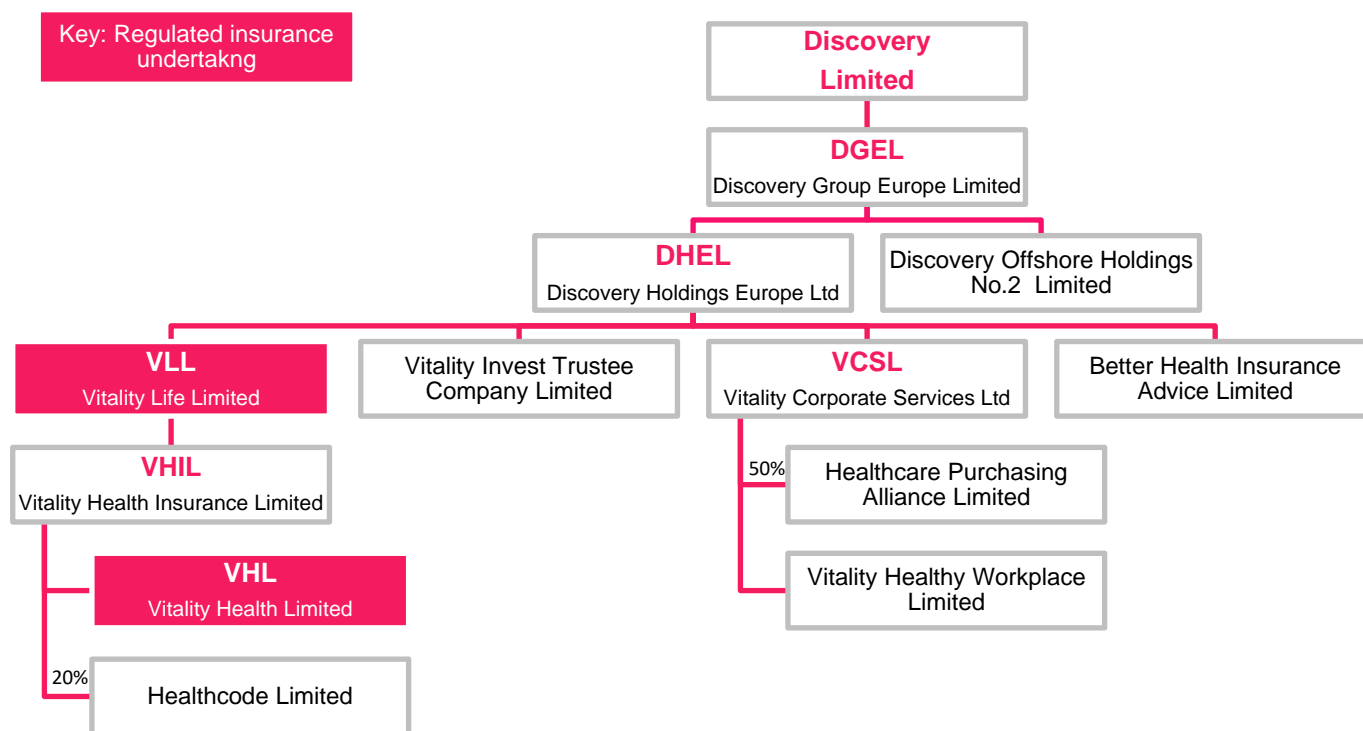 Key: Regulated insurance
undertakng
Discovery
Limited
DGEL
Discovery Group Europe Limited
DHEL
Discovery Holdings Europe Ltd
Discovery Offshore Holdings
No.2 Limited
VLL
Vitality Life Limited
Vitality Invest Trustee
Company Limited
VCSL
Vitality Corporate Services Ltd
Better Health Insurance
Advice Limited
VHIL
Vitality Health Insurance Limited
50%
Healthcare Purchasing
Alliance Limited
VHL
Vitality Health Limited
Vitality Healthy Workplace
Limited
20%
Healthcode Limited